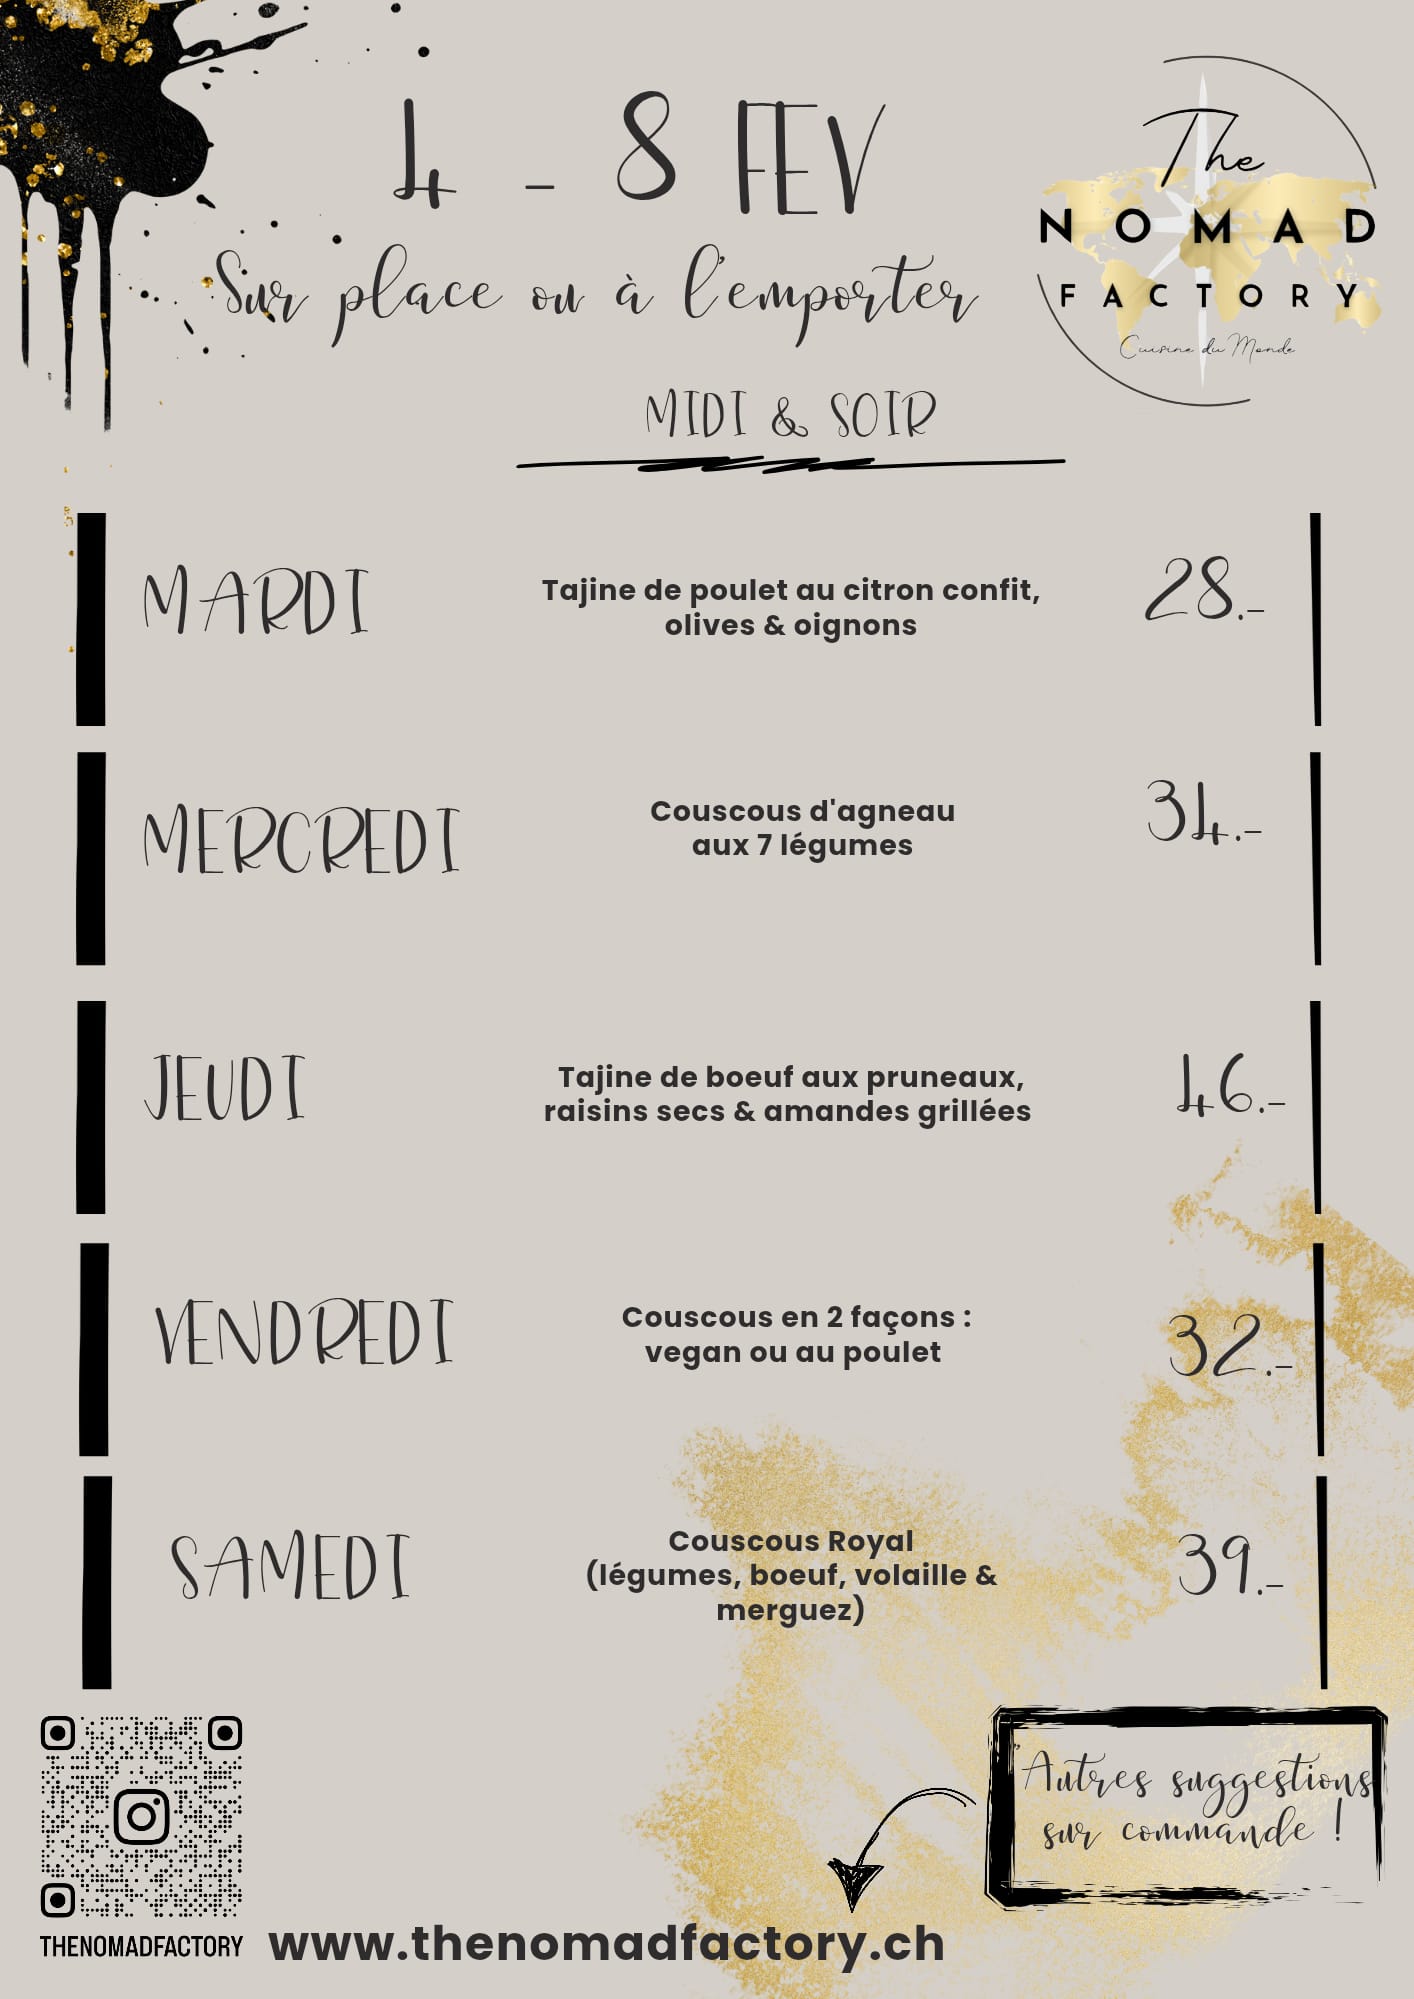 4 - 8 FEV
Sur place ou à l'emporter
The
NOMAD
FACTORY
Cuisine du Monde
MIDI & SOIR
MARDI
Tajine de poulet au citron confit,
olives & oignons
28.-
MERCREDI
Couscous d'agneau
aux 7 légumes
34.-
JEUDI
Tajine de boeuf aux pruneaux,
raisins secs & amandes grillées
46.-
VENDREDI
Couscous en 2 façons :
vegan ou au poulet
32.-
SAMEDI
Couscous Royal
(légumes, boeuf, volaille &
merguez)
39.-
"Autres suggestions
sur commande !
THENOMADFACTORY
www.thenomadfactory.ch